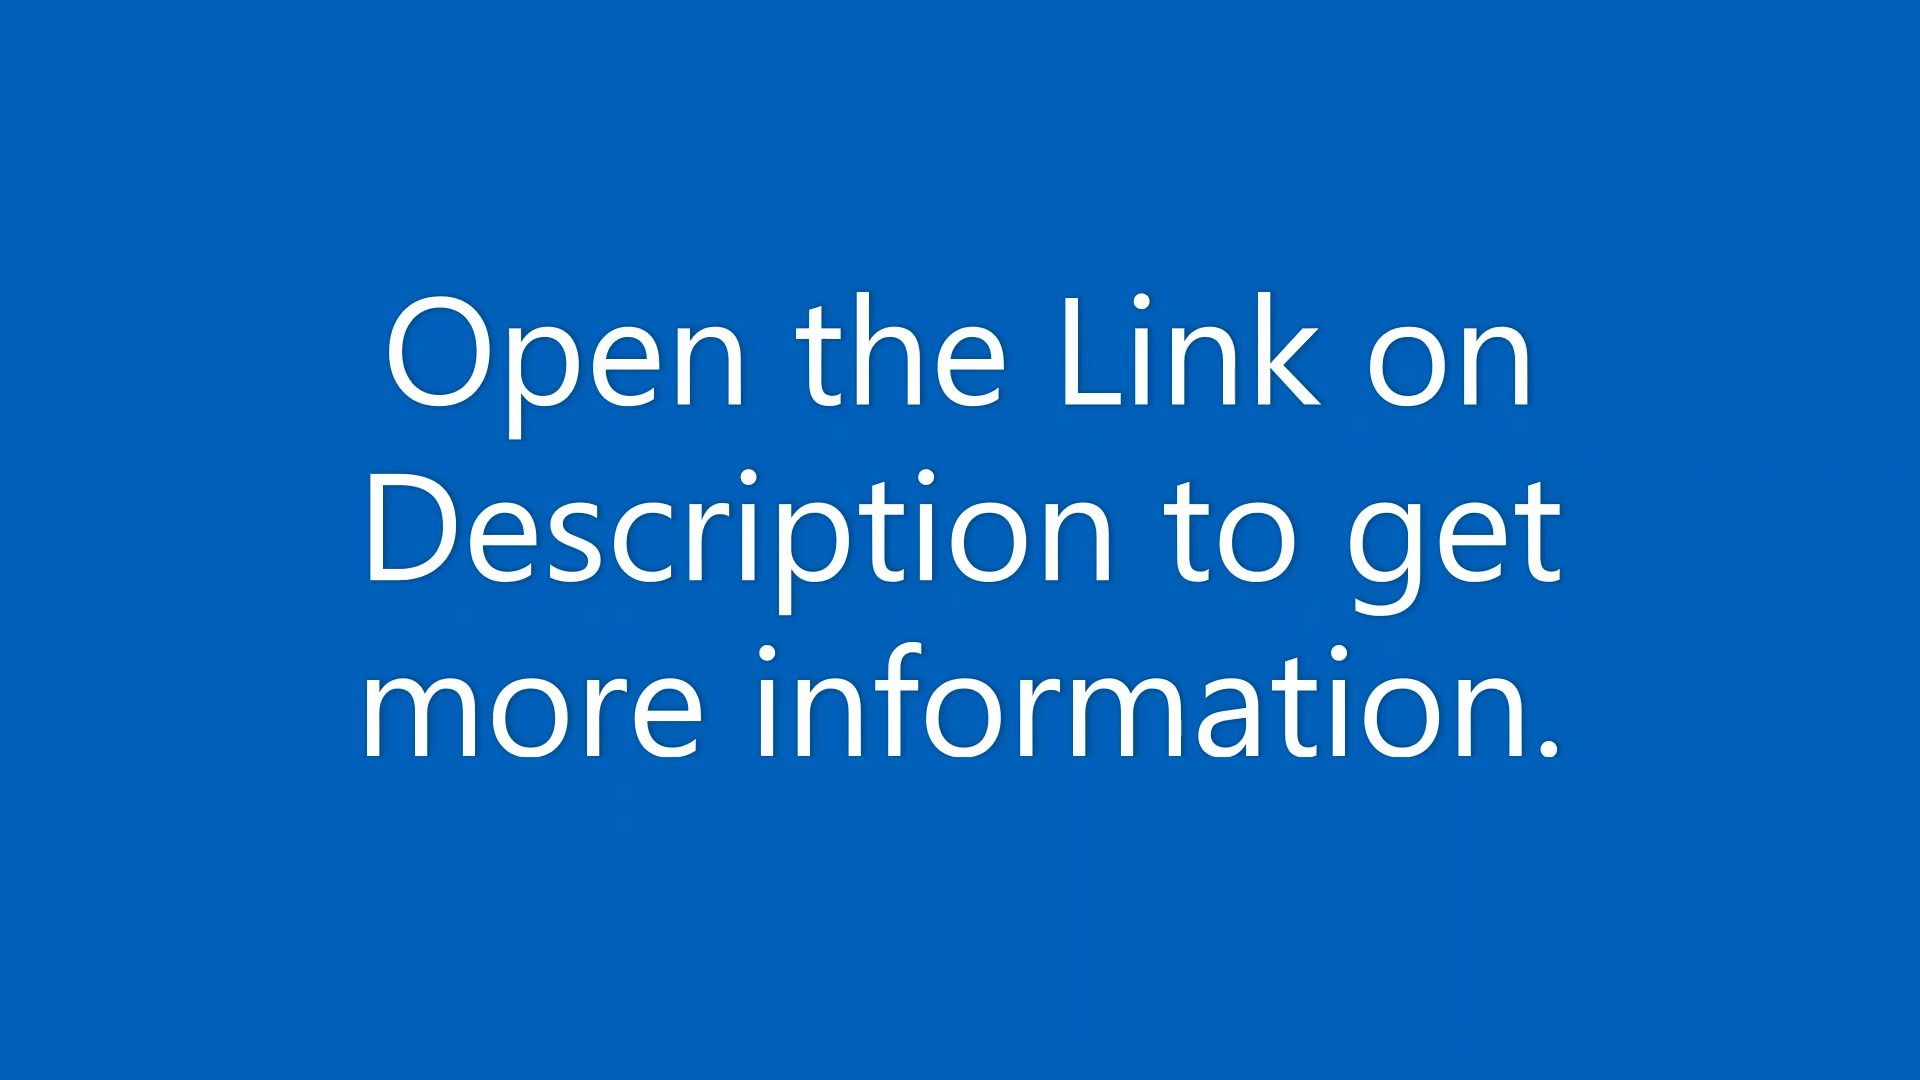 Open the Link on
Description to get
more information.